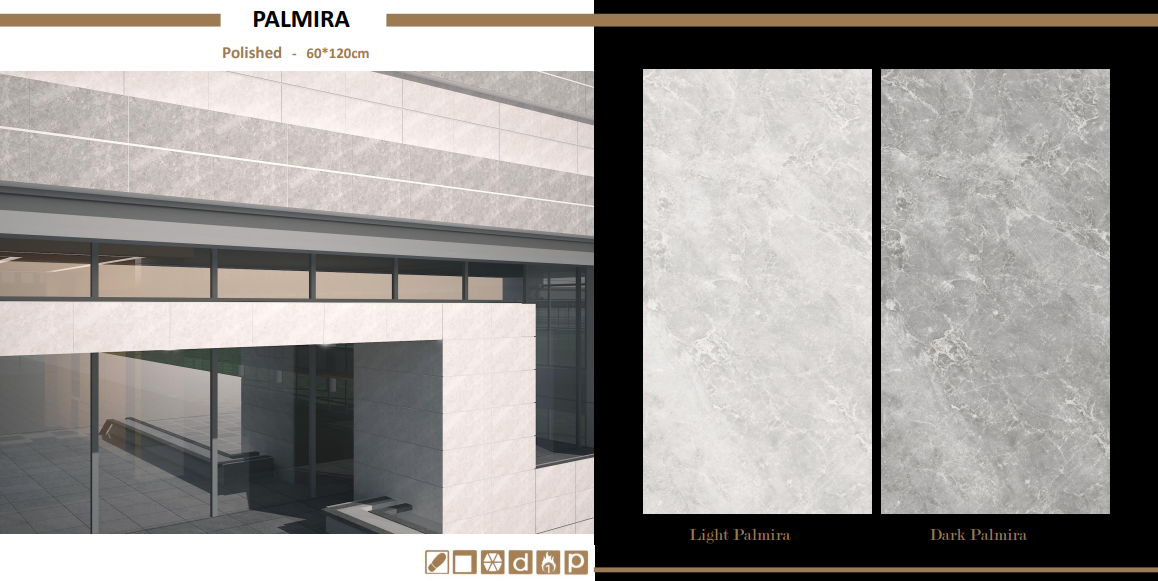 PALMIRA
Polished - 60*120cm
Light Palmira
Dark Palmira
d
p